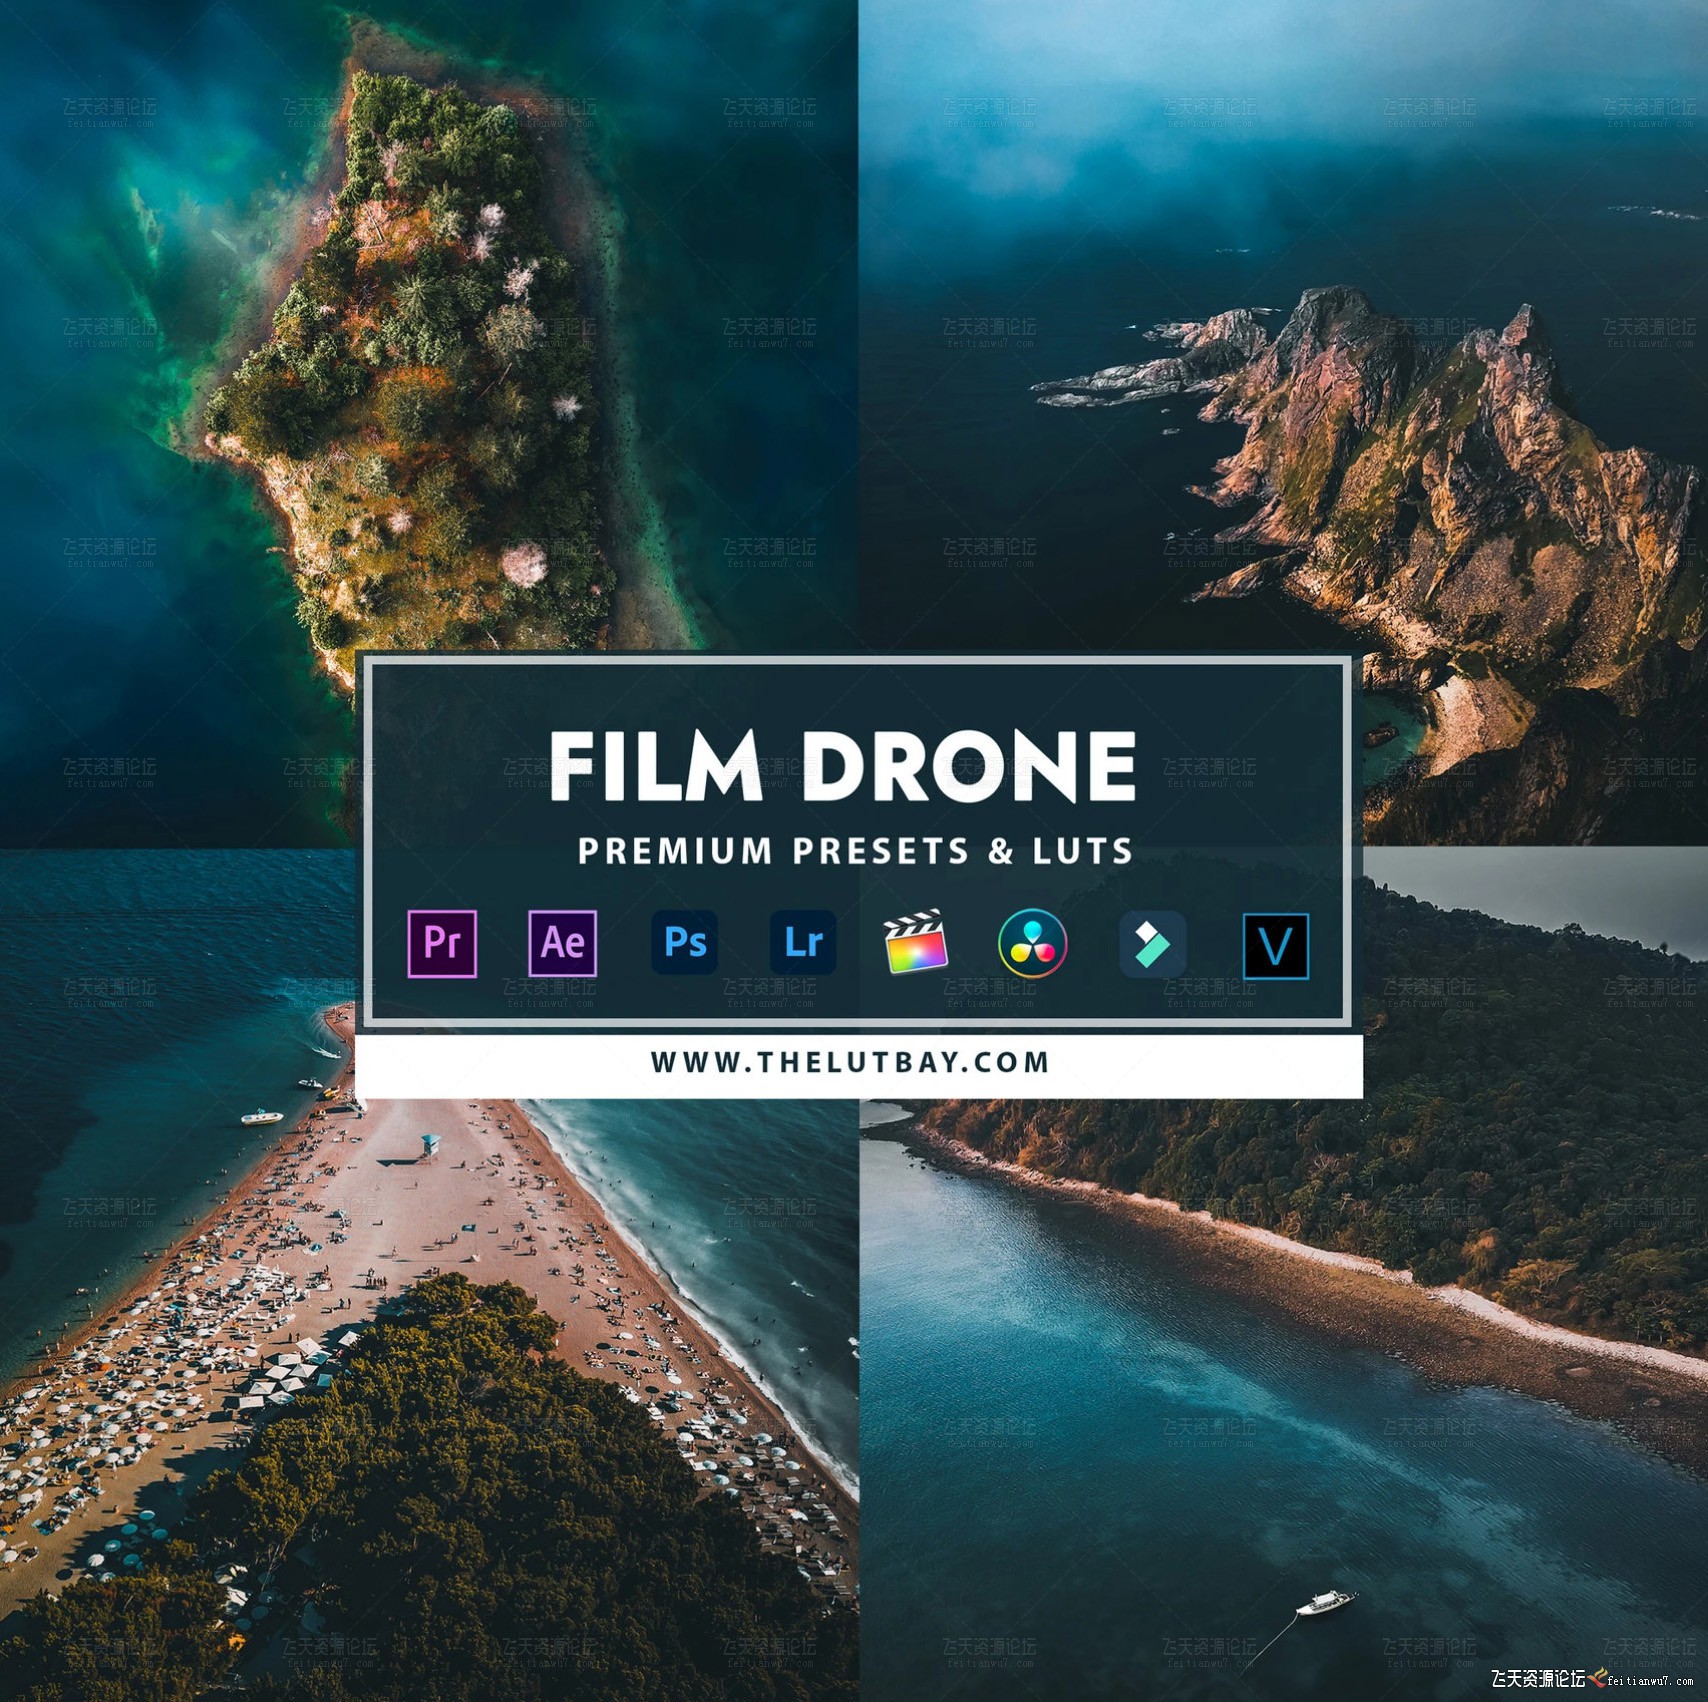 FILM DRONE
PREMIUM PRESETS & LUTS
Pr Ae Ps Lr V
WWW.THELUTBAY.COM
飞天资源论坛 feitianwu7.com